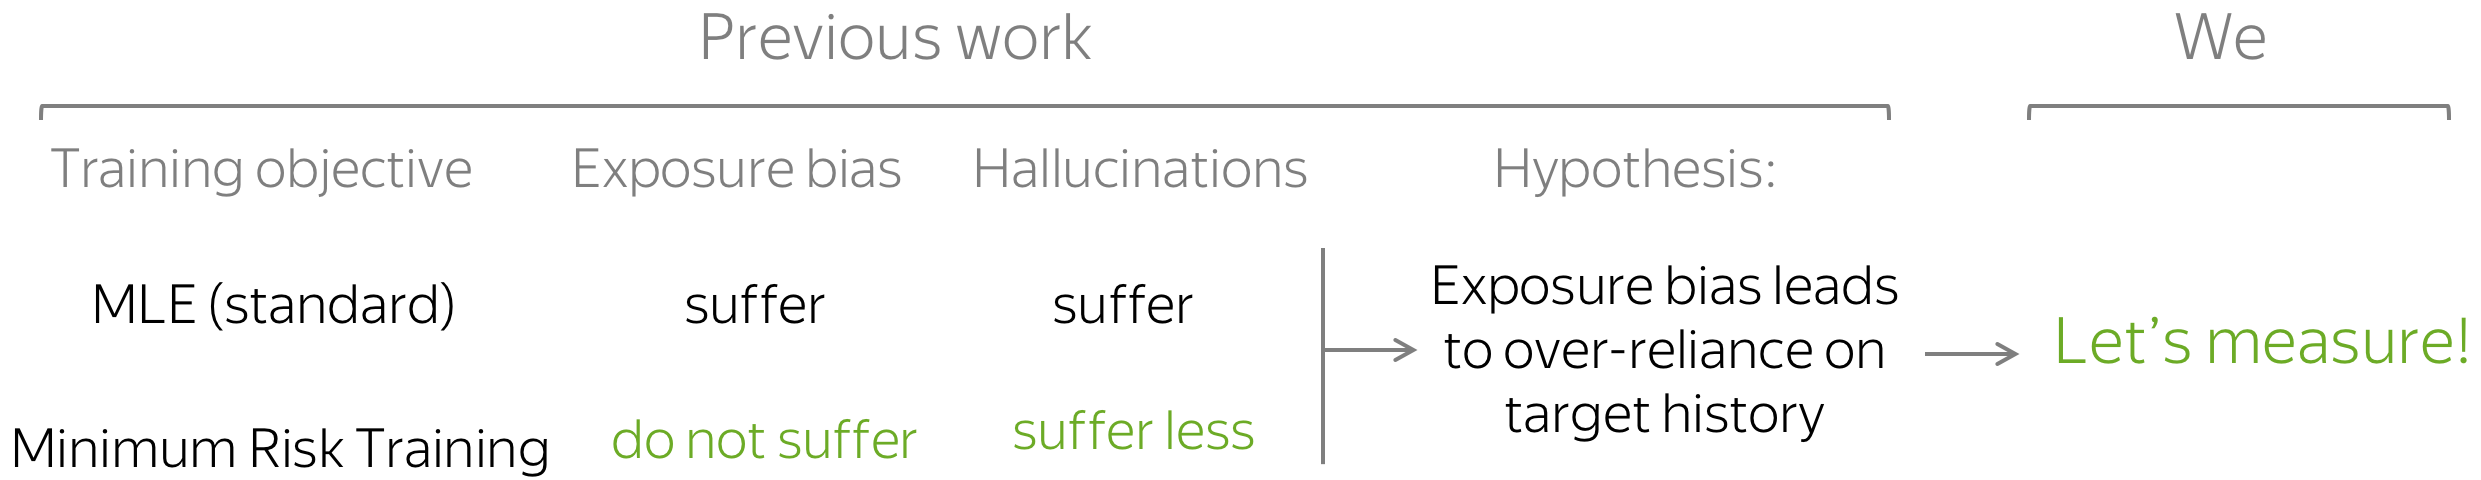 Previous work
We
Training objective
Exposure bias
Hallucinations
Hypothesis:
MLE (standard)
suffer
suffer
Minimum Risk Training
do not suffer
suffer less
Exposure bias leads
to over-reliance on
target history
Let’s measure!